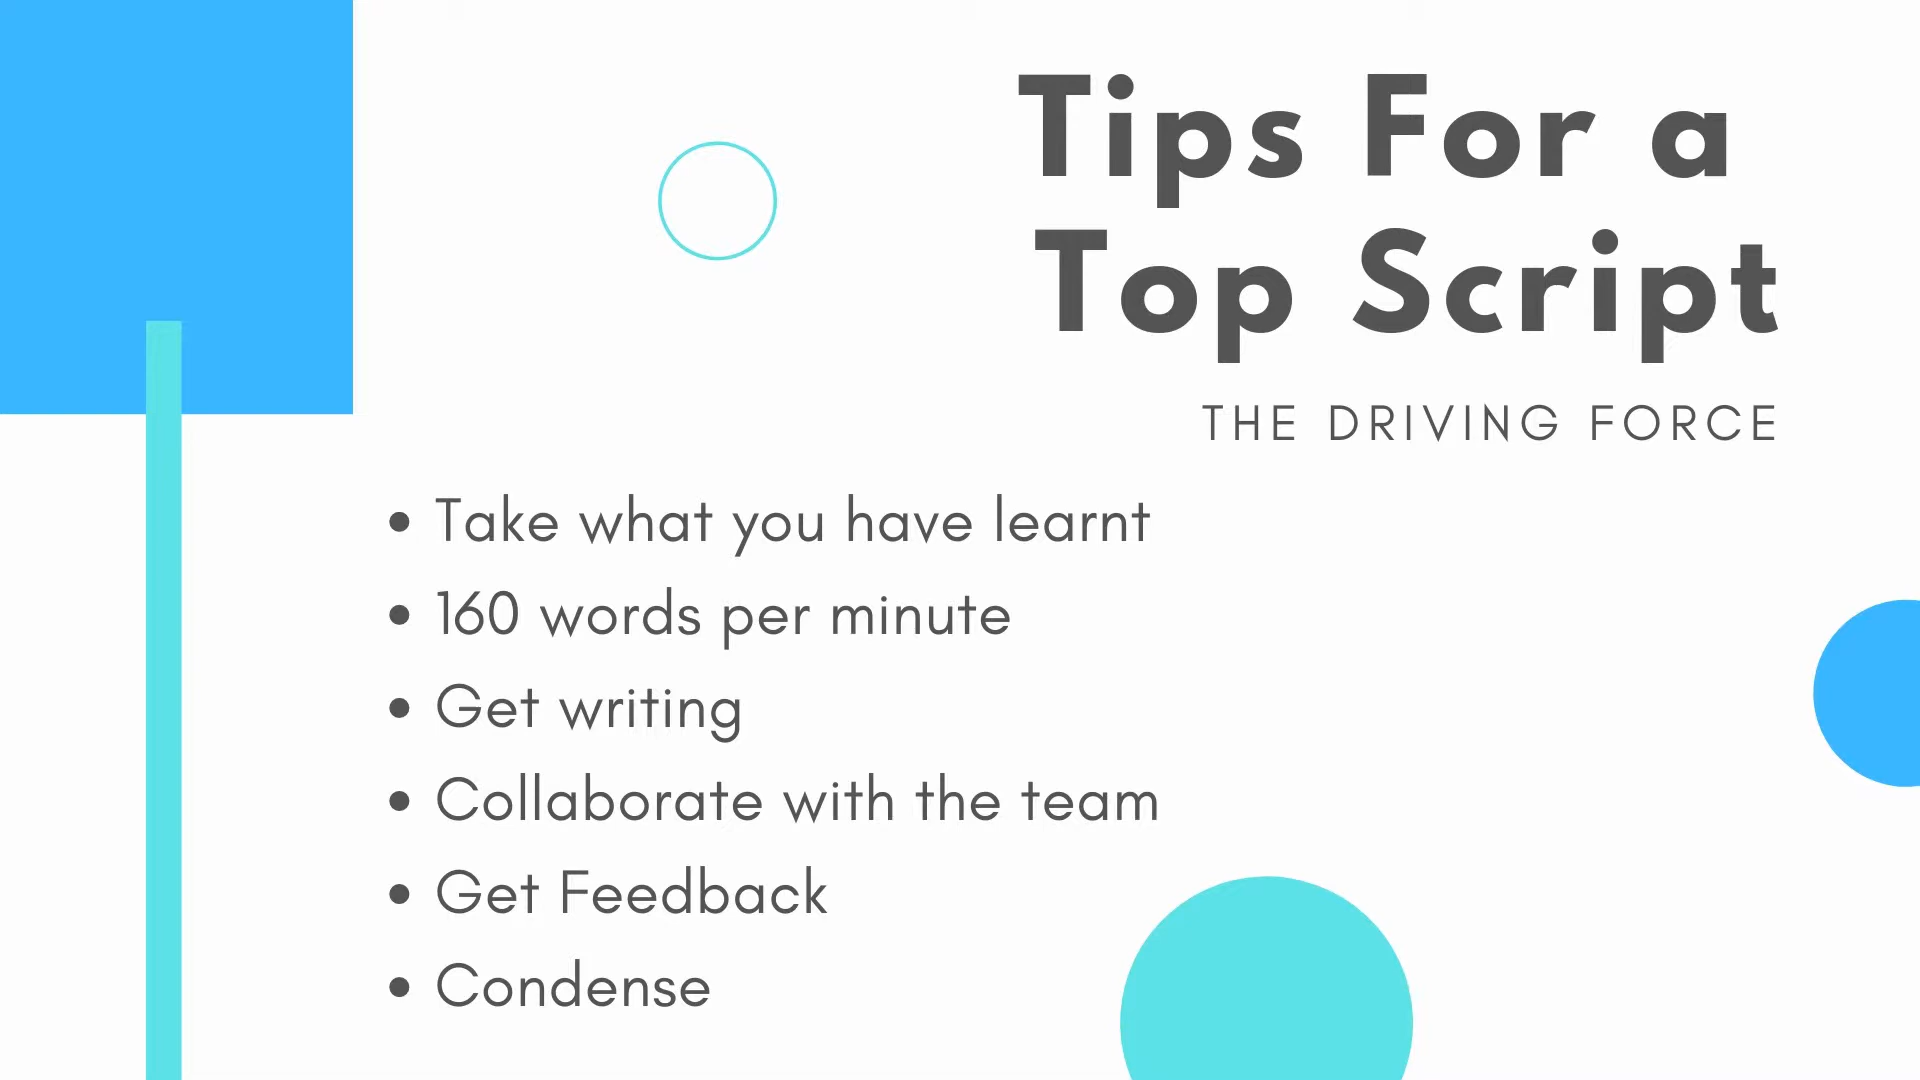 Tips For a
Top Script
THE DRIVING FORCE
• Take what you have learnt
• 160 words per minute
• Get writing
• Collaborate with the team
• Get Feedback
• Condense